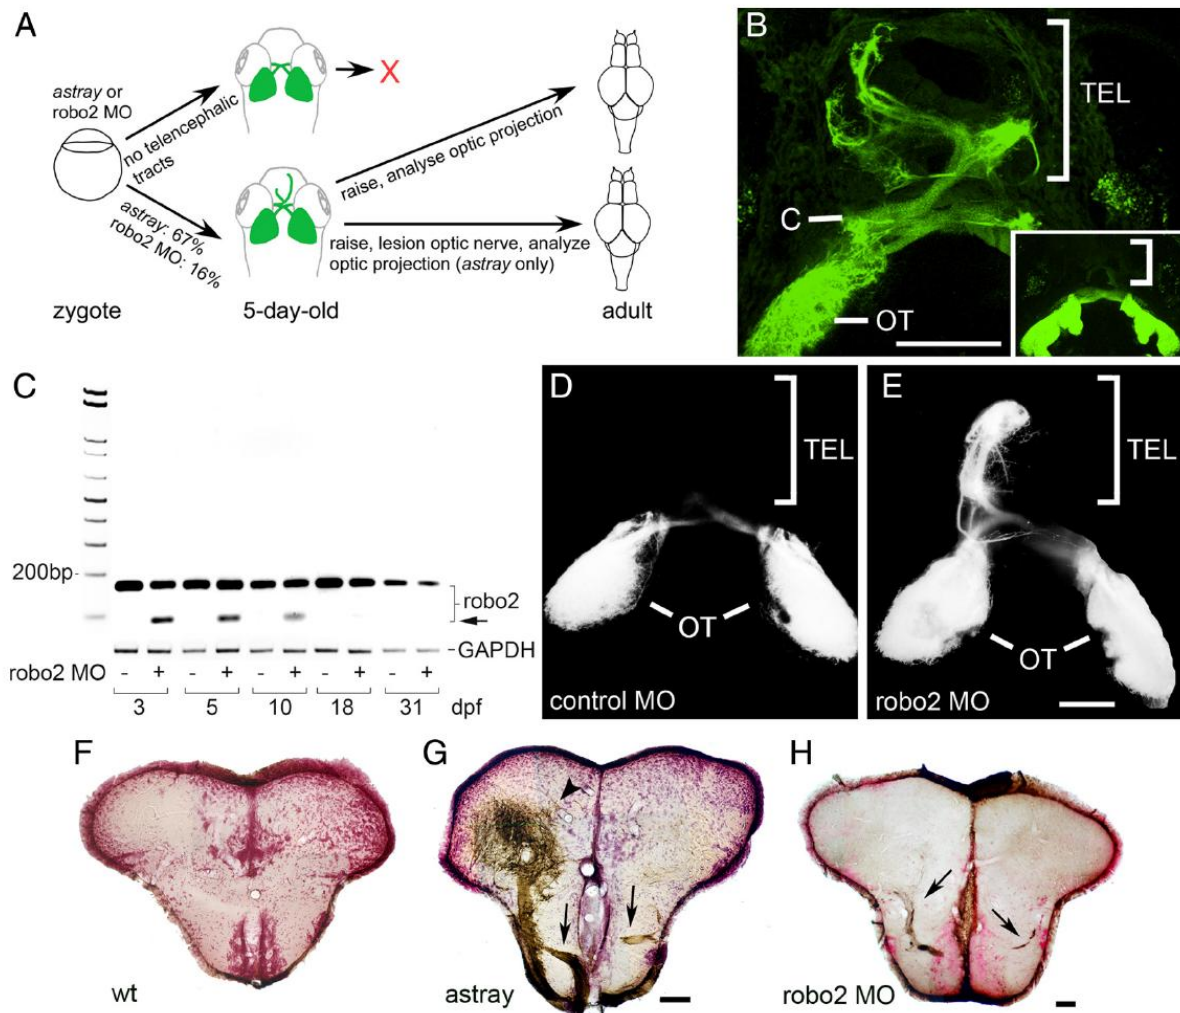 A
astray or
robo2 MO
no telencephalic
tracts
X
astray: 67%
robo2 MO: 16%
raise, analyse optic projection
raise, lesion optic nerve, analyze
optic projection (astray only)
zygote
5-day-old
adult
B
TEL
C
OT
C
200bp
robo2
GAPDH
robo2 MO - + - + - + - + - +
3 5 10 18 31 dpf
D
TEL
OT
control MO
E
TEL
OT
robo2 MO
F
wt
G
astray
H
robo2 MO